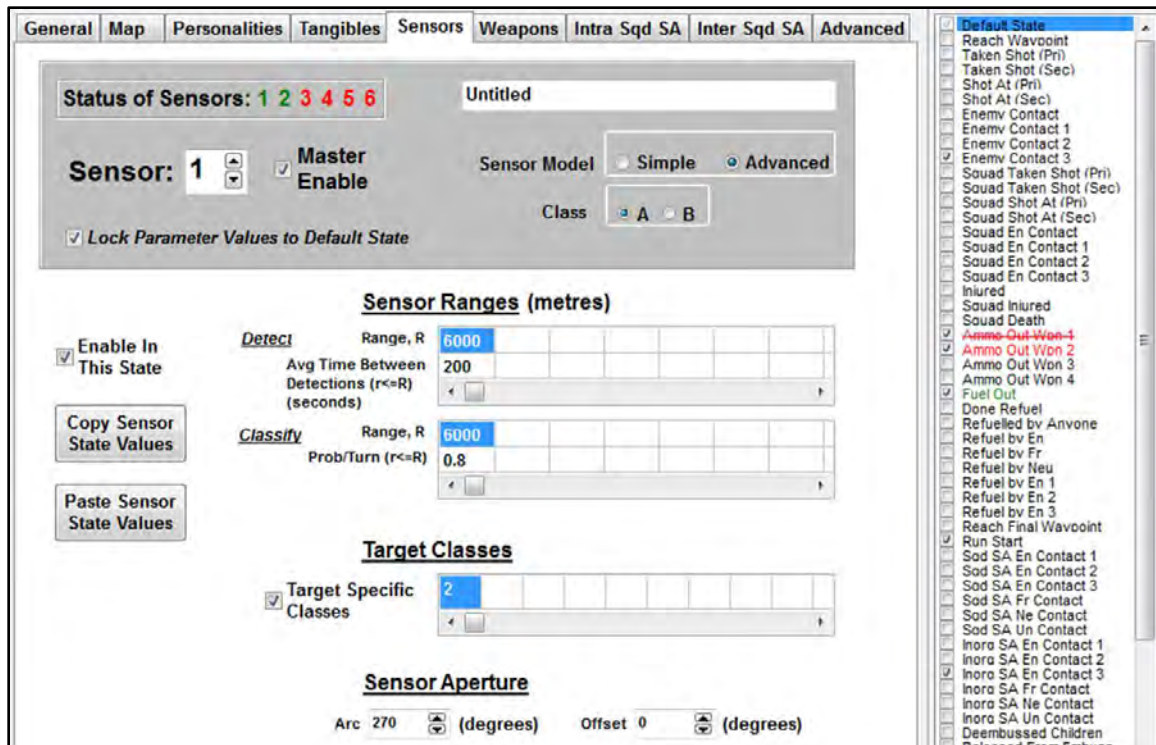 General Map Personalities Tangibles Sensors Weapons Intra Sqd SA Inter Sqd SA Advanced
Status of Sensors: 1 2 3 4 5 6
Untitled
Sensor: 1
Master Enable
Sensor Model Simple Advanced
Class A B
Lock Parameter Values to Default State
Sensor Ranges (metres)
Enable In This State
Detect Range, R 6000
Avg Time Between Detections (r<=R) (seconds) 200
Copy Sensor State Values
Classify Range, R 6000
Prob/Turn (r<=R) 0.8
Paste Sensor State Values
Target Classes
Target Specific Classes 2
Sensor Aperture
Arc 270 (degrees) Offset 0 (degrees)
Default State
Reach Waypoint
Taken Shot (Pri)
Taken Shot (Sec)
Shot At (Pri)
Shot At (Sec)
Enemy Contact
Enemy Contact 1
Enemy Contact 2
Enemy Contact 3
Squad Taken Shot (Pri)
Squad Taken Shot (Sec)
Squad Shot At (Pri)
Squad Shot At (Sec)
Squad En Contact
Squad En Contact 1
Squad En Contact 2
Squad En Contact 3
Injured
Squad Injured
Squad Death
Ammo Out Wpn 1
Ammo Out Wpn 2
Ammo Out Wpn 3
Ammo Out Wpn 4
Fuel Out
Done Refuel
Refuelled by Anyone
Refuel by En
Refuel by Fr
Refuel by Neu
Refuel by En 1
Refuel by En 2
Refuel by En 3
Reach Final Waypoint
Run Start
Sqd SA En Contact 1
Sqd SA En Contact 2
Sqd SA En Contact 3
Sqd SA Fr Contact
Sqd SA Ne Contact
Sqd SA Un Contact
Inorg SA En Contact 1
Inorg SA En Contact 2
Inorg SA En Contact 3
Inorg SA Fr Contact
Inorg SA Ne Contact
Inorg SA Un Contact
Deembussed Children